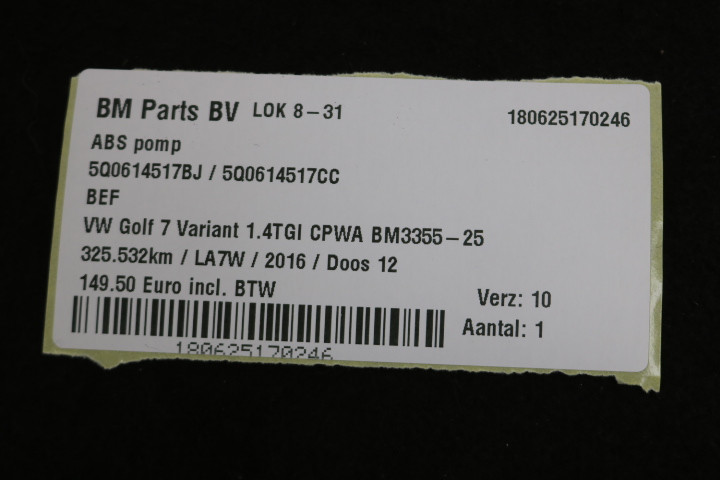 BM Parts BV LOK 8-31 180625170246
ABS pomp
5Q0614517BJ / 5Q0614517CC
BEF
VW Golf 7 Variant 1.4TGI CPWA BM3355-25
325.532km / LA7W / 2016 / Doos 12
149.50 Euro incl. BTW Verz: 10
Aantal: 1
180625170246